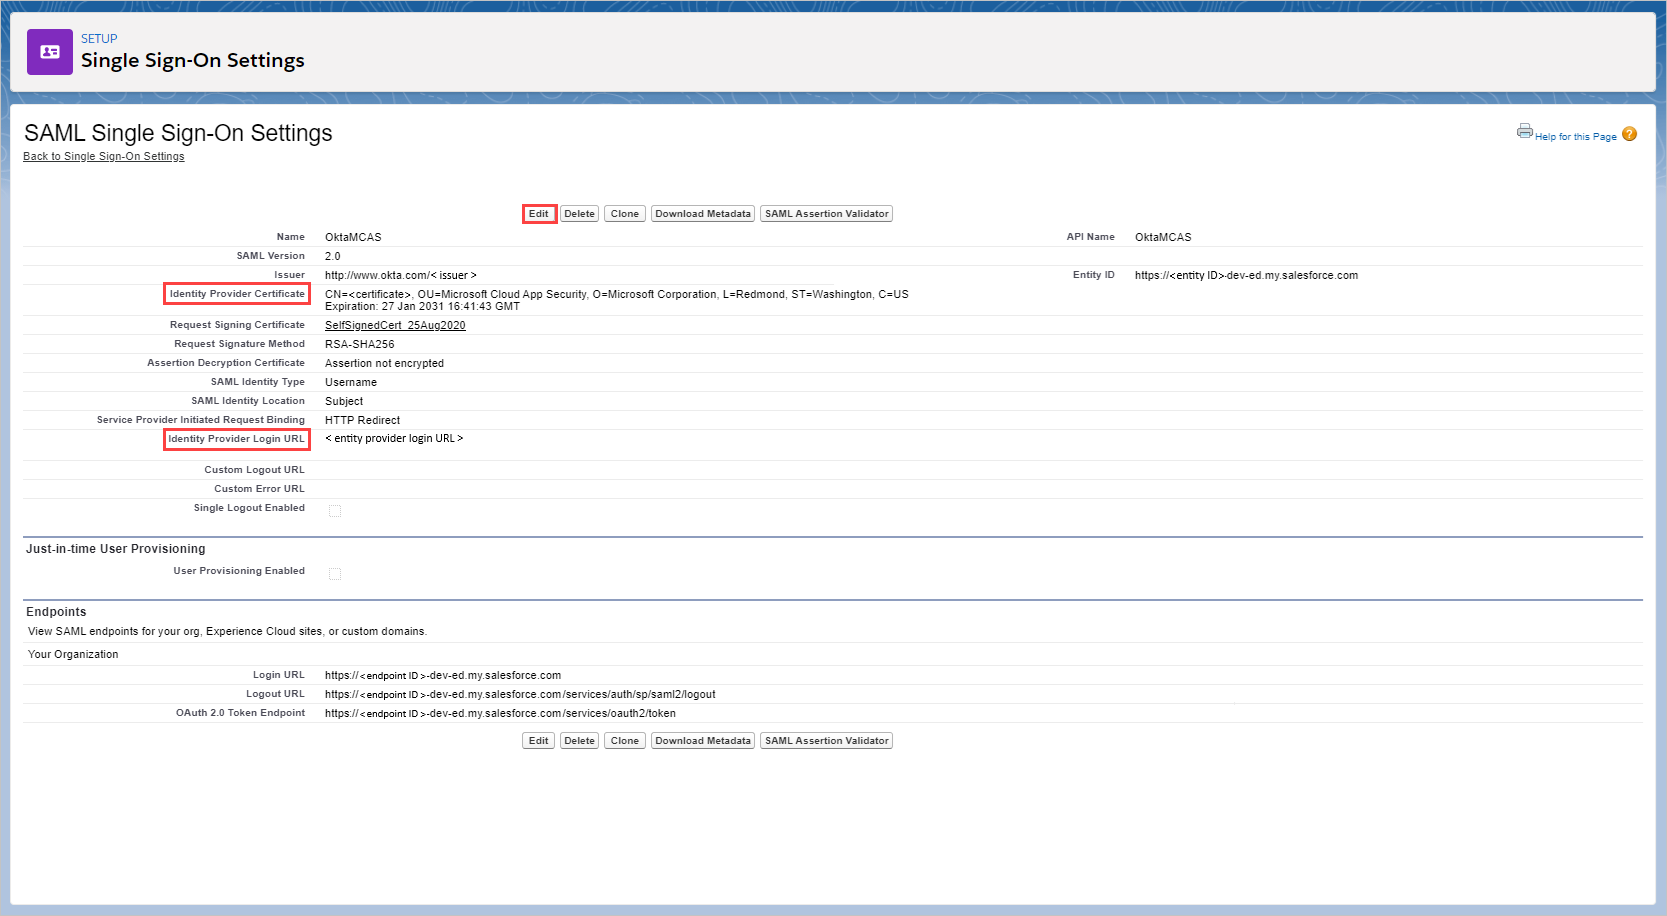 SETUP
Single Sign-On Settings
SAML Single Sign-On Settings
Back to Single Sign-On Settings
Help for this Page ?
Edit Delete Clone Download Metadata SAML Assertion Validator
Name OktaMCAS API Name OktaMCAS
SAML Version 2.0
Issuer http://www.okta.com/< issuer > Entity ID https://<entity ID>-dev-ed.my.salesforce.com
Identity Provider Certificate CN=<certificate>, OU=Microsoft Cloud App Security, O=Microsoft Corporation, L=Redmond, ST=Washington, C=US
Expiration: 27 Jan 2031 16:41:43 GMT
Request Signing Certificate SelfSignedCert_25Aug2020
Request Signature Method RSA-SHA256
Assertion Decryption Certificate Assertion not encrypted
SAML Identity Type Username
SAML Identity Location Subject
Service Provider Initiated Request Binding HTTP Redirect
Identity Provider Login URL < entity provider login URL >
Custom Logout URL
Custom Error URL
Single Logout Enabled
Just-in-time User Provisioning
User Provisioning Enabled
Endpoints
View SAML endpoints for your org, Experience Cloud sites, or custom domains.
Your Organization
Login URL https://<endpoint ID>-dev-ed.my.salesforce.com
Logout URL https://<endpoint ID>-dev-ed.my.salesforce.com/services/auth/sp/saml2/logout
OAuth 2.0 Token Endpoint https://<endpoint ID>-dev-ed.my.salesforce.com/services/oauth2/token
Edit Delete Clone Download Metadata SAML Assertion Validator